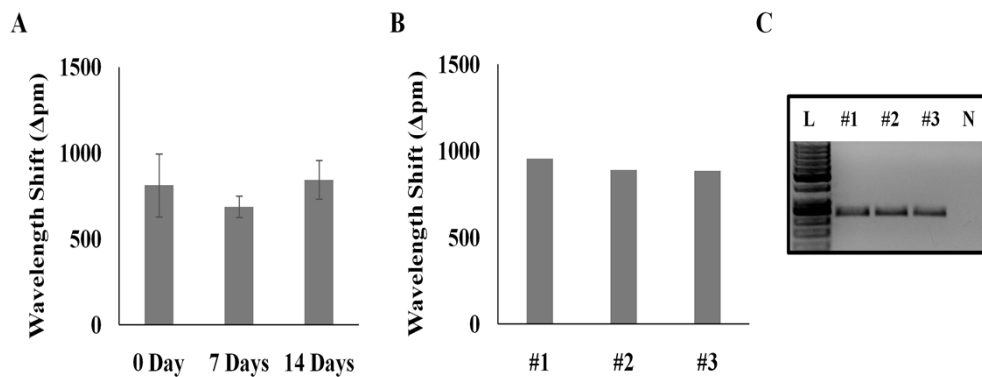 A
Wavelength Shift (Δpm)
1500
1000
500
0
0 Day 7 Days 14 Days
B
Wavelength Shift (Δpm)
1500
1000
500
0
#1 #2 #3
C
L #1 #2 #3 N